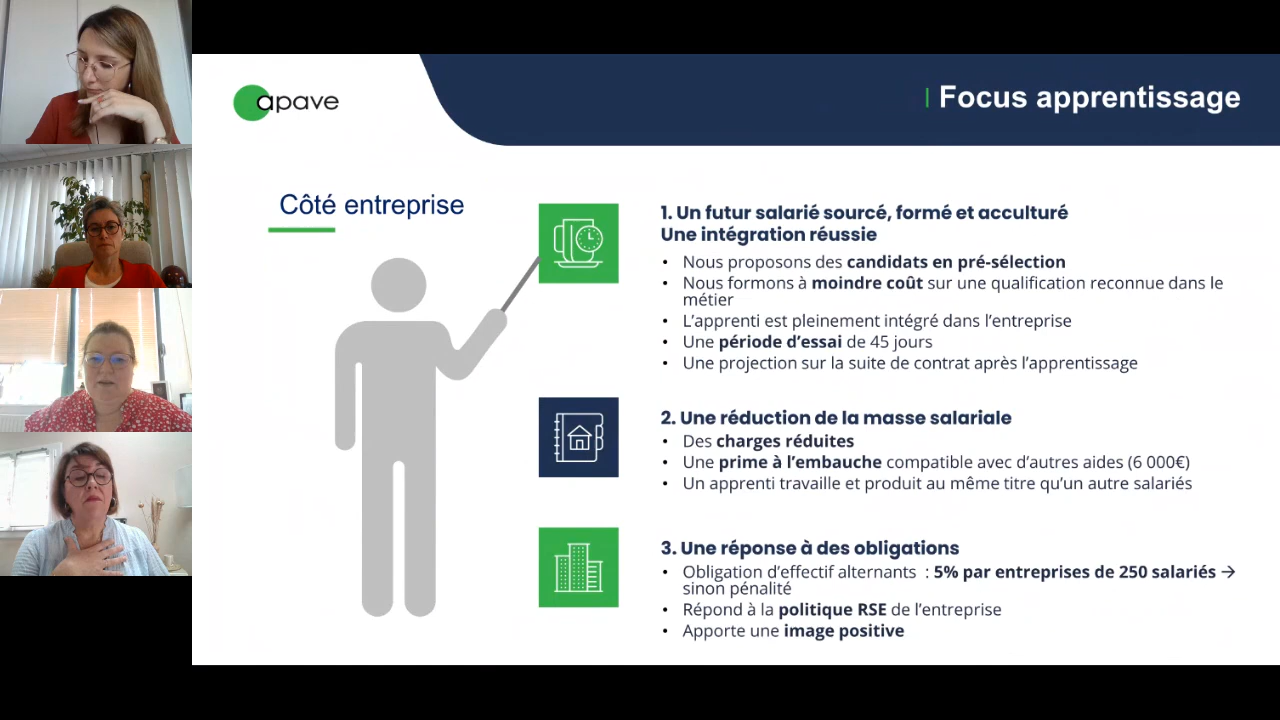 apave
Focus apprentissage
Côté entreprise
1. Un futur salarié sourcé, formé et acculturé
Une intégration réussie
• Nous proposons des candidats en pré-sélection
• Nous formons à moindre coût sur une qualification reconnue dans le
métier
• L'apprenti est pleinement intégré dans l'entreprise
• Une période d'essai de 45 jours
• Une projection sur la suite de contrat après l'apprentissage
2. Une réduction de la masse salariale
• Des charges réduites
• Une prime à l'embauche compatible avec d'autres aides (6 000€)
• Un apprenti travaille et produit au même titre qu'un autre salariés
3. Une réponse à des obligations
• Obligation d'effectif alternants : 5% par entreprises de 250 salariés →
sinon pénalité
• Répond à la politique RSE de l'entreprise
• Apporte une image positive